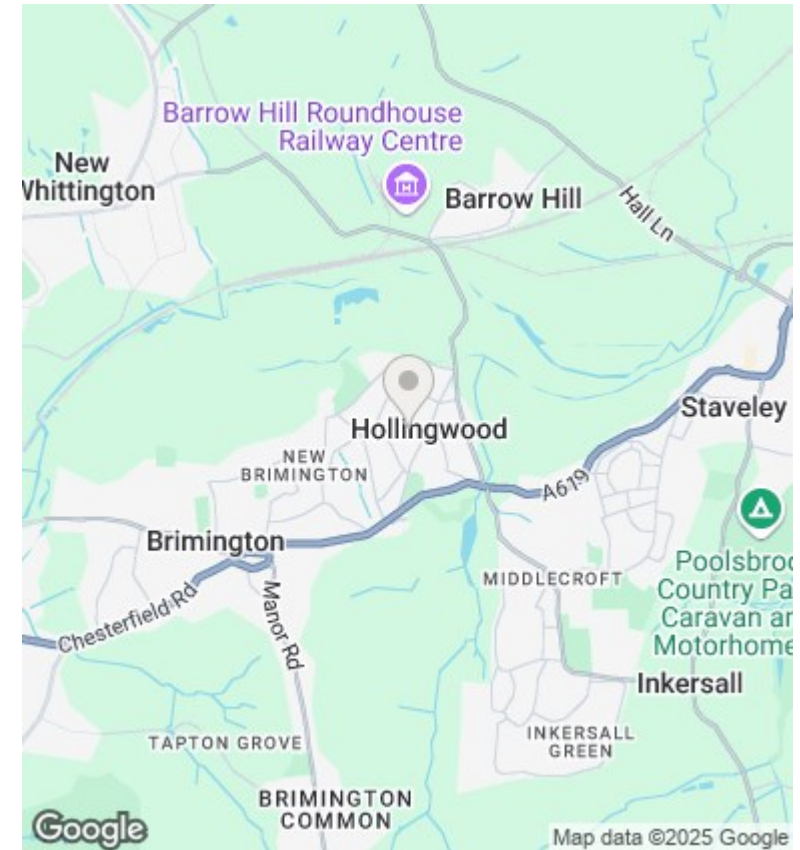 Barrow Hill Roundhouse
Railway Centre
New
Whittington
Barrow Hill
Hall Ln
Hollingwood
Staveley
NEW
BRIMINGTON
A619
Brimington
Poolsbroo
Country Pa
Caravan an
Motorhome
MIDDLECROFT
Chesterfield Rd
Manor Rd
Inkersall
TAPTON GROVE
INKERSALL
GREEN
BRIMINGTON
COMMON
Google
Map data ©2025 Google